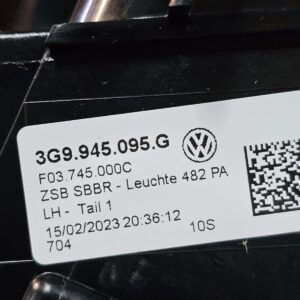 3G9.945.095.G
F03.745.000C
ZSB SBBR - Leuchte 482 PA
LH - Tail 1
15/02/2023 20:36:12 10S
704